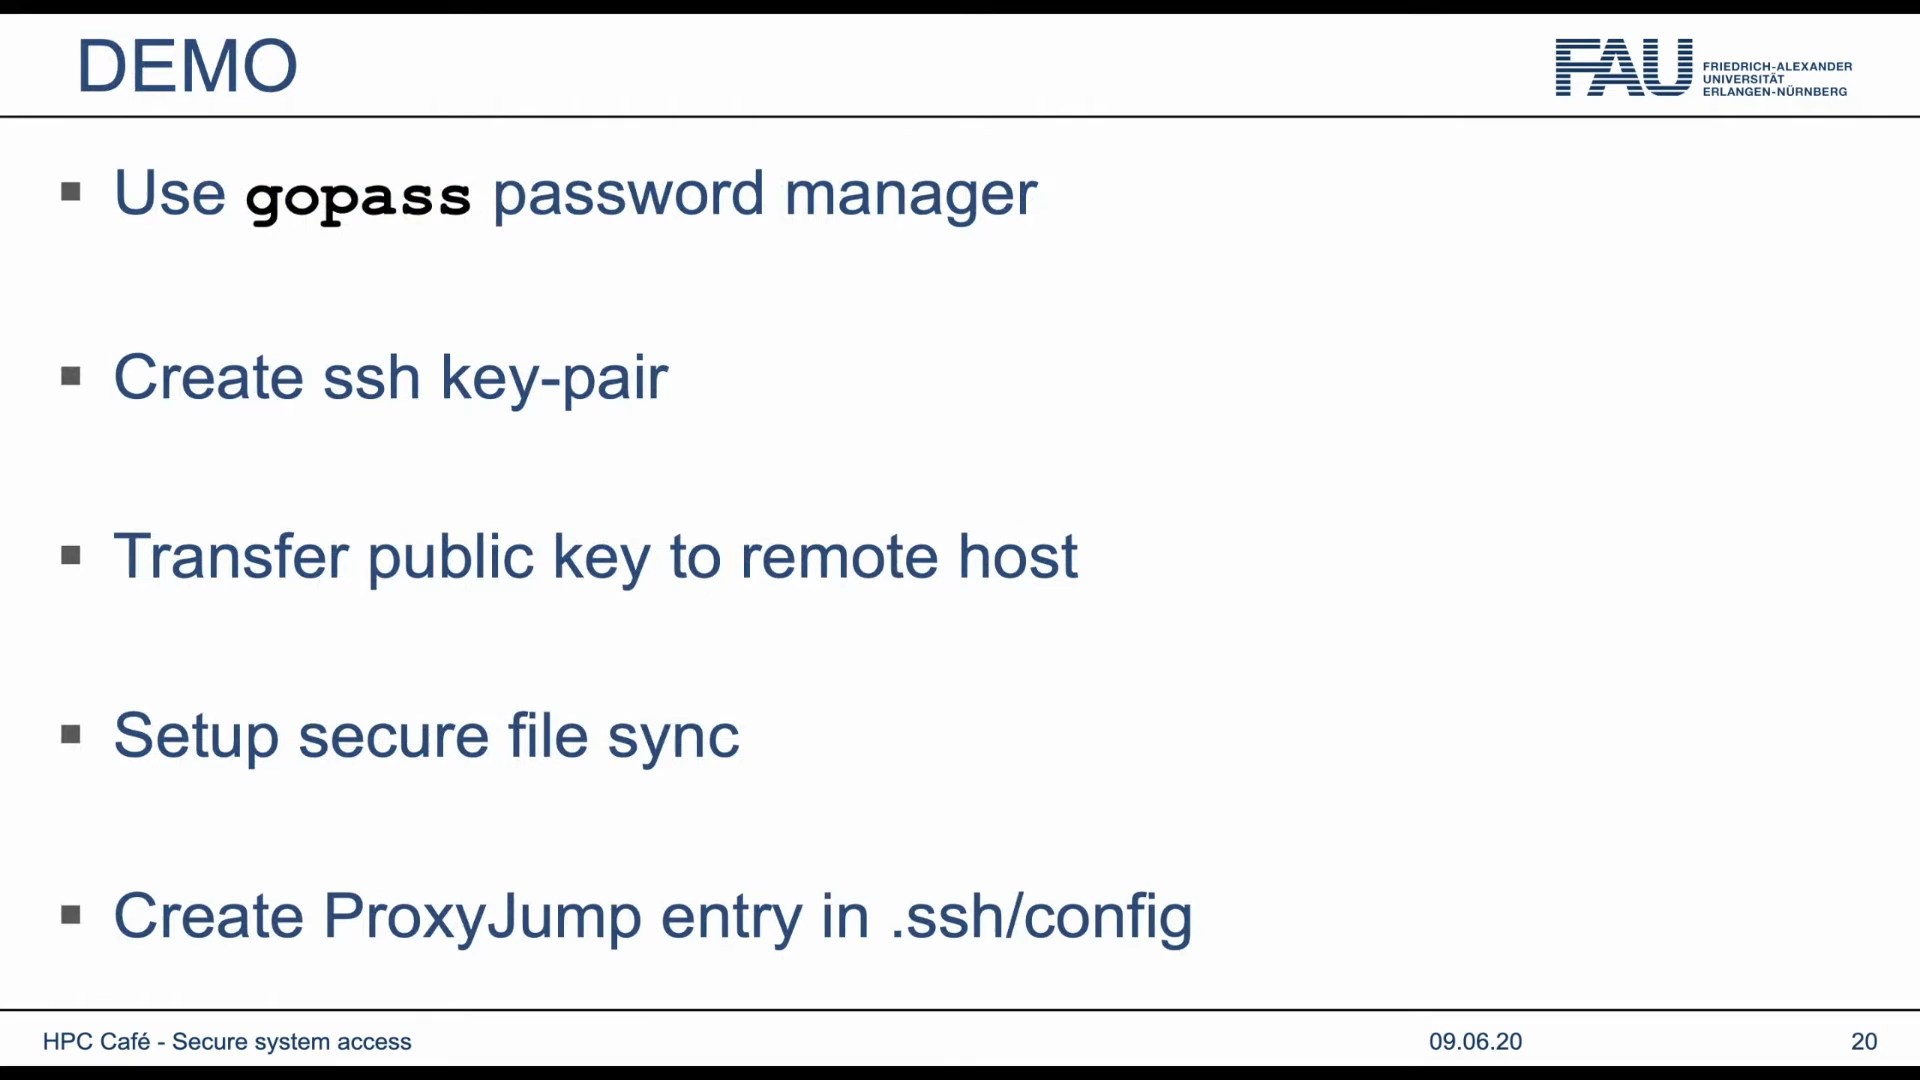 DEMO
FAU
FRIEDRICH-ALEXANDER
UNIVERSITÄT
ERLANGEN-NÜRNBERG
Use gopass password manager
Create ssh key-pair
Transfer public key to remote host
Setup secure file sync
Create ProxyJump entry in .ssh/config
HPC Café - Secure system access
09.06.20
20